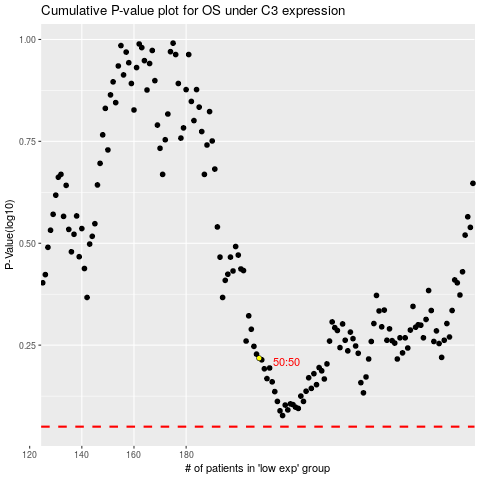 Cumulative P-value plot for OS under C3 expression
1.00
0.75
0.50
0.25
P-Value(log10)
50:50
120 140 160 180
# of patients in 'low exp' group